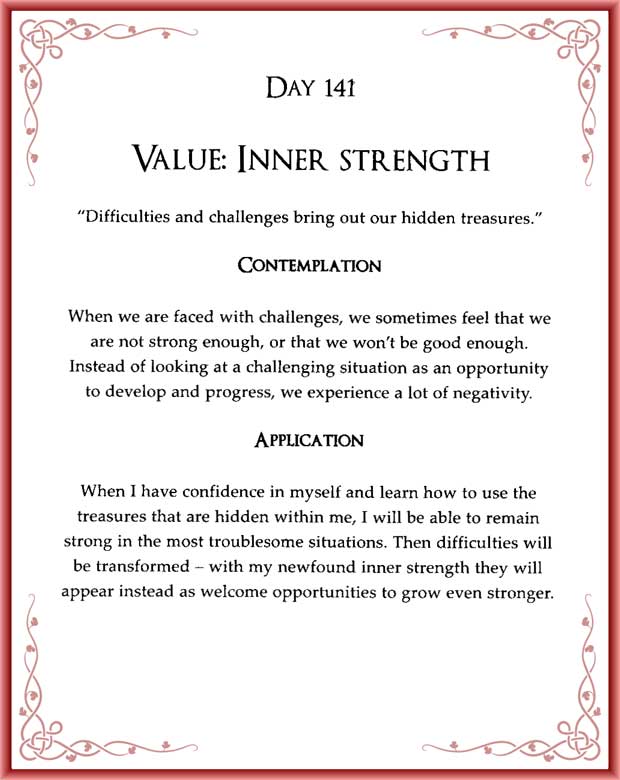 Day 141
Value: Inner strength
“Difficulties and challenges bring out our hidden treasures.”
Contemplation
When we are faced with challenges, we sometimes feel that we
are not strong enough, or that we won’t be good enough.
Instead of looking at a challenging situation as an opportunity
to develop and progress, we experience a lot of negativity.
Application
When I have confidence in myself and learn how to use the
treasures that are hidden within me, I will be able to remain
strong in the most troublesome situations. Then difficulties will
be transformed – with my newfound inner strength they will
appear instead as welcome opportunities to grow even stronger.